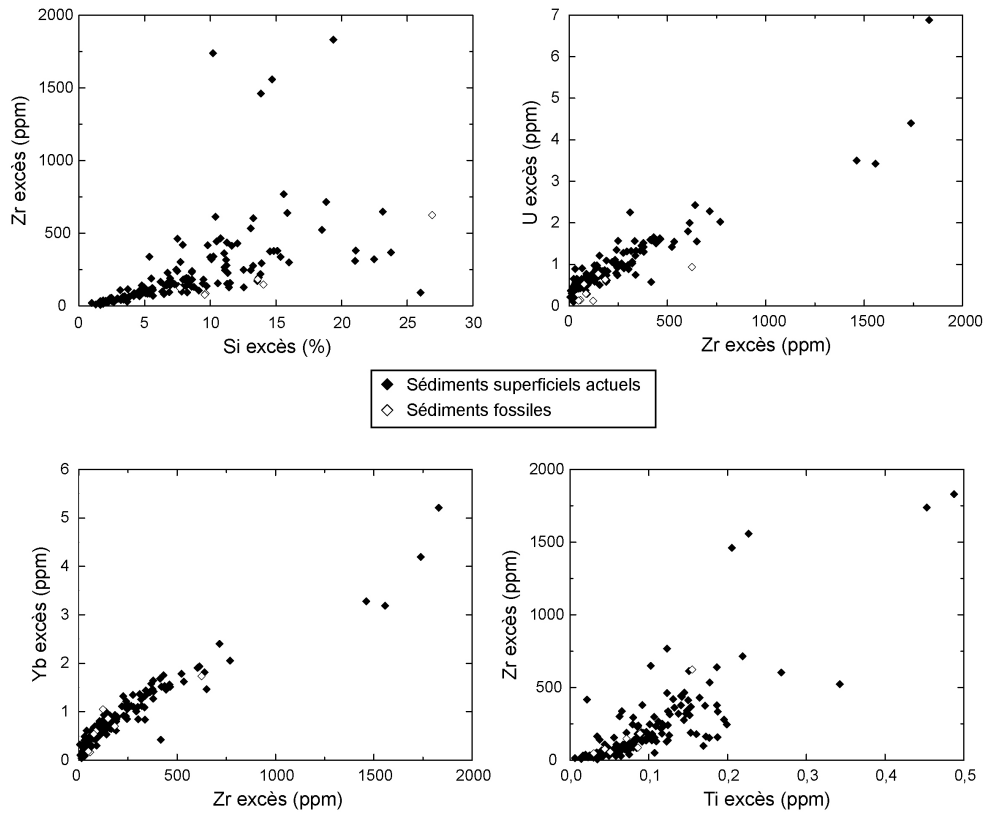 2000
1500
1000
500
0
Zr excès (ppm)
0 5 10 15 20 25 30
Si excès (%)
7
6
5
4
3
2
1
0
U excès (ppm)
0 500 1000 1500 2000
Zr excès (ppm)
Sédiments superficiels actuels
Sédiments fossiles
6
5
4
3
2
1
0
Yb excès (ppm)
0 500 1000 1500 2000
Zr excès (ppm)
2000
1500
1000
500
0
Zr excès (ppm)
0,0 0,1 0,2 0,3 0,4 0,5
Ti excès (ppm)